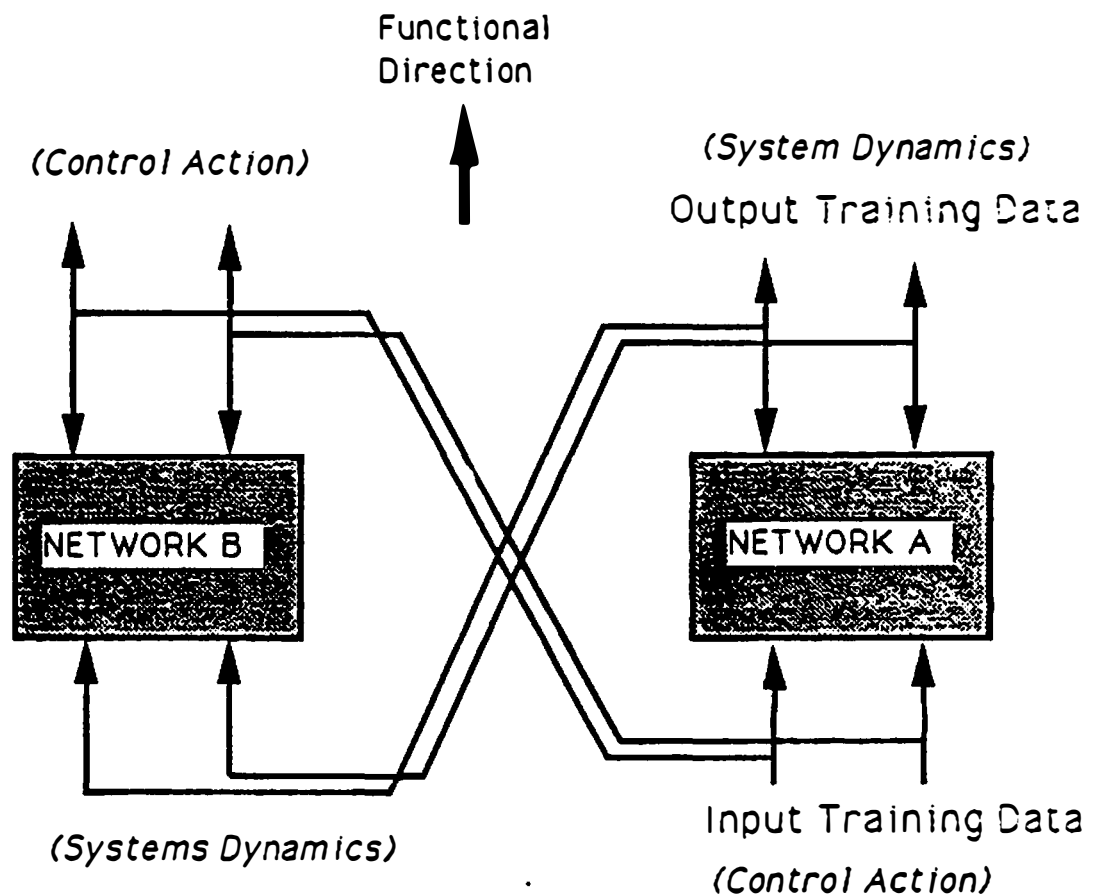 Functional
Direction
(Control Action)
(System Dynamics)
Output Training Data
NETWORK B
NETWORK A
(Systems Dynamics)
Input Training Data
(Control Action)